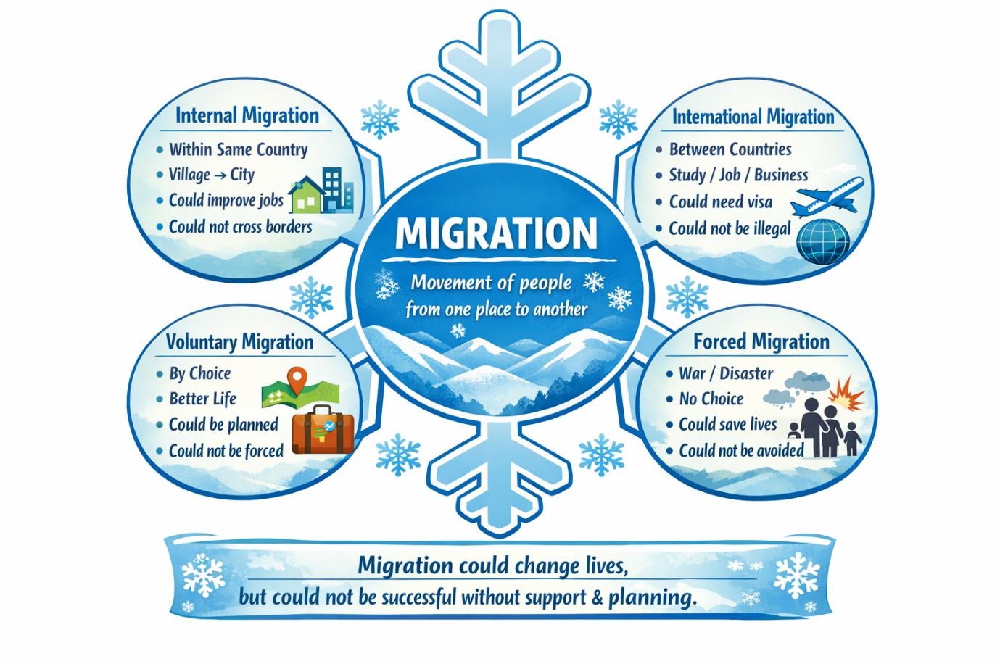 MIGRATION
Movement of people
from one place to another
Internal Migration
• Within Same Country
• Village → City
• Could improve jobs
• Could not cross borders
International Migration
• Between Countries
• Study / Job / Business
• Could need visa
• Could not be illegal
Voluntary Migration
• By Choice
• Better Life
• Could be planned
• Could not be forced
Forced Migration
• War / Disaster
• No Choice
• Could save lives
• Could not be avoided
Migration could change lives,
but could not be successful without support & planning.